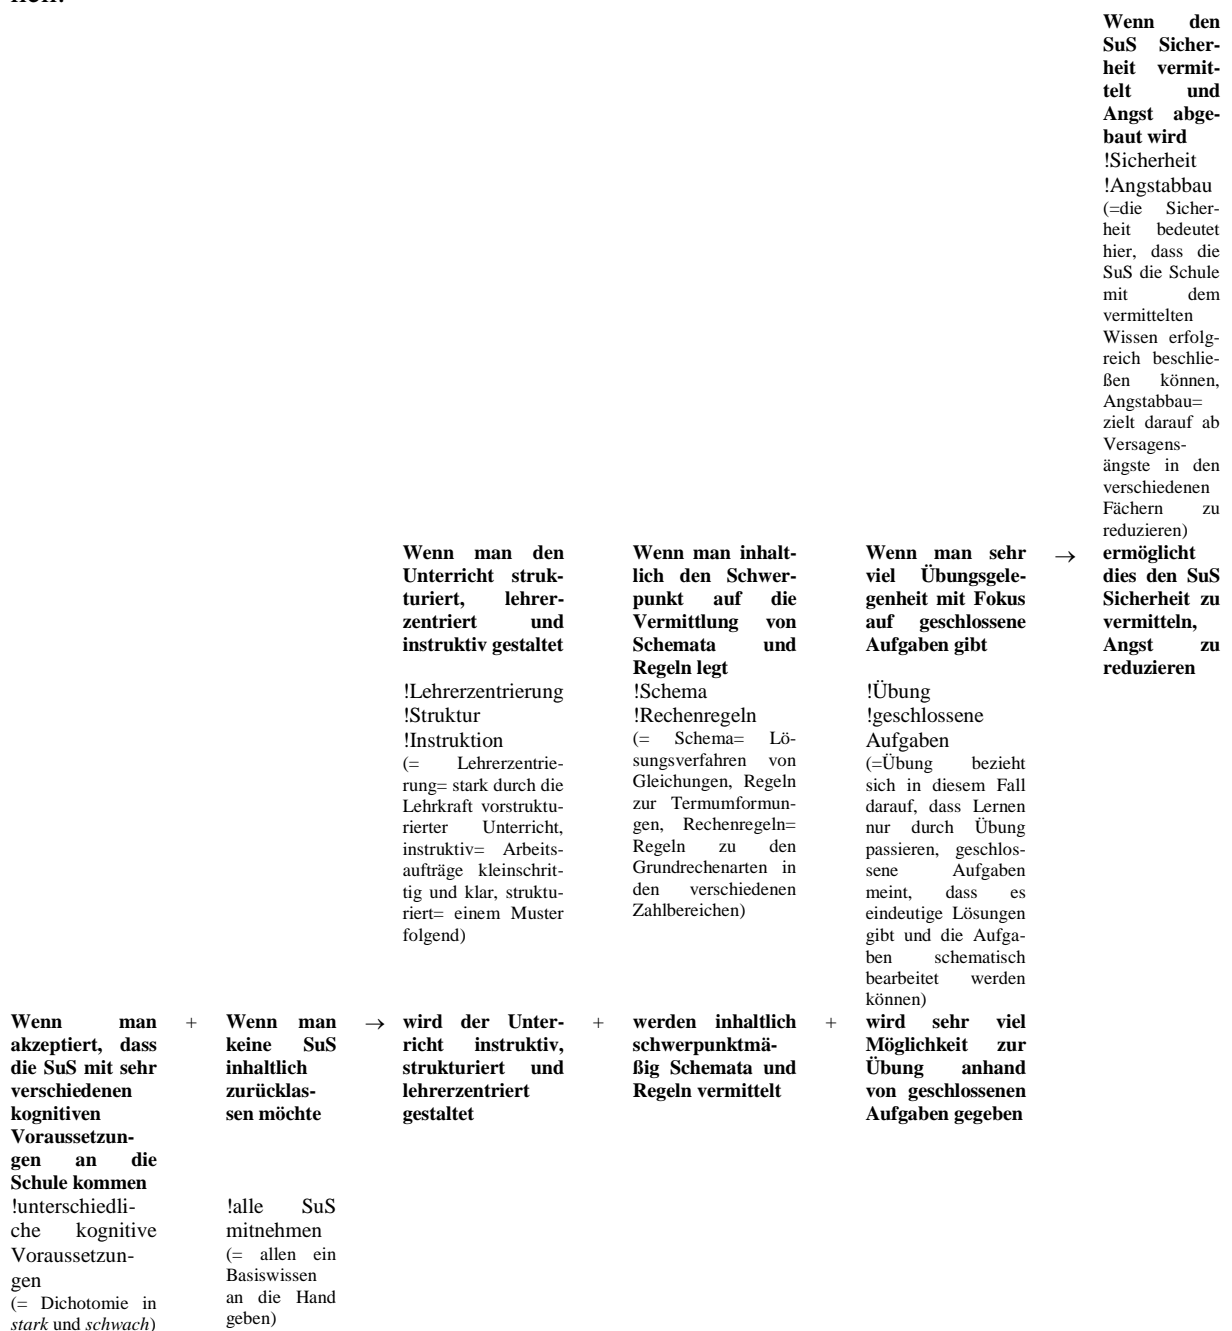 Wenn den
SuS Sicher-
heit vermit-
telt und
Angst abge-
baut wird
!Sicherheit
!Angstabbau
(=die Sicher-
heit bedeutet
hier, dass die
SuS die Schule
mit dem
vermittelten
Wissen erfolg-
reich beschlie-
ßen können,
Angstabbau=
zielt darauf ab
Versagens-
ängste in den
verschiedenen
Fächern zu
reduzieren)
Wenn man den
Unterricht struk-
turiert, lehrer-
zentriert und
instruktiv gestaltet
!Lehrerzentrierung
!Struktur
!Instruktion
(= Lehrerzentrie-
rung= stark durch die
Lehrkraft vorstruktu-
rierter Unterricht,
instruktiv= Arbeits-
aufträge kleinschrit-
tig und klar, struktu-
riert= einem Muster
folgend)
Wenn man inhalt-
lich den Schwer-
punkt auf die
Vermittlung von
Schemata und
Regeln legt
!Schema
!Rechenregeln
(= Schema= Lö-
sungsverfahren von
Gleichungen, Regeln
zur Termumformun-
gen, Rechenregeln=
Regeln zu den
Grundrechenarten in
den verschiedenen
Zahlbereichen)
Wenn man sehr
viel Übungsgele-
genheit mit Fokus
auf geschlossene
Aufgaben gibt
!Übung
!geschlossene
Aufgaben
(=Übung bezieht
sich in diesem Fall
darauf, dass Lernen
nur durch Übung
passieren, geschlos-
sene Aufgaben
meint, dass es
eindeutige Lösungen
gibt und die Aufga-
ben schematisch
bearbeitet werden
können)
→
ermöglicht
dies den SuS
Sicherheit zu
vermitteln,
Angst zu
reduzieren
Wenn man
akzeptiert, dass
die SuS mit sehr
verschiedenen
kognitiven
Voraussetzun-
gen an die
Schule kommen
!unterschiedli-
che kognitive
Voraussetzun-
gen
(= Dichotomie in
stark und schwach)
+
Wenn man
keine SuS
inhaltlich
zurücklas-
sen möchte
!alle SuS
mitnehmen
(= allen ein
Basiswissen
an die Hand
geben)
→
wird der Unter-
richt instruktiv,
strukturiert und
lehrerzentriert
gestaltet
+
werden inhaltlich
schwerpunktmä-
ßig Schemata und
Regeln vermittelt
+
wird sehr viel
Möglichkeit zur
Übung anhand
von geschlossenen
Aufgaben gegeben